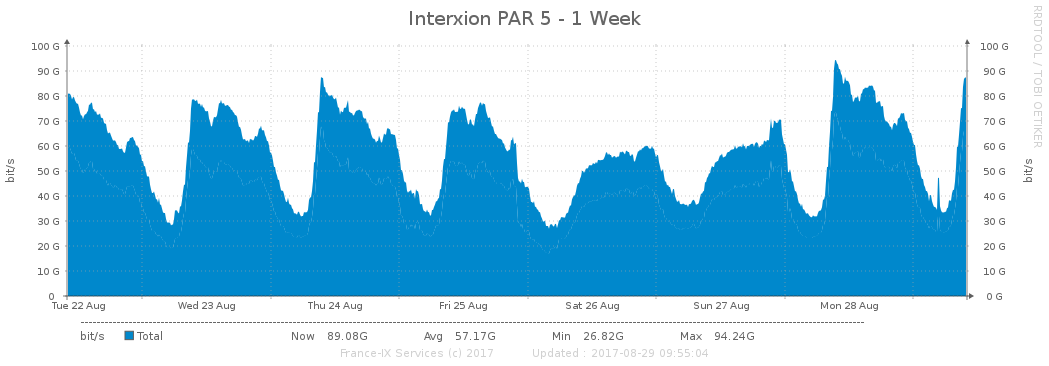 Interxion PAR 5 - 1 Week
RRDTOOL / TOBI OETIKER
100 G 100 G
90 G 90 G
80 G 80 G
70 G 70 G
60 G 60 G
50 G 50 G
40 G 40 G
30 G 30 G
20 G 20 G
10 G 10 G
0 0 G
bit/s
bit/s
Tue 22 Aug Wed 23 Aug Thu 24 Aug Fri 25 Aug Sat 26 Aug Sun 27 Aug Mon 28 Aug
bit/s Total Now 89.08G Avg 57.17G Min 26.82G Max 94.24G
France-IX Services (c) 2017 Updated : 2017-08-29 09:55:04